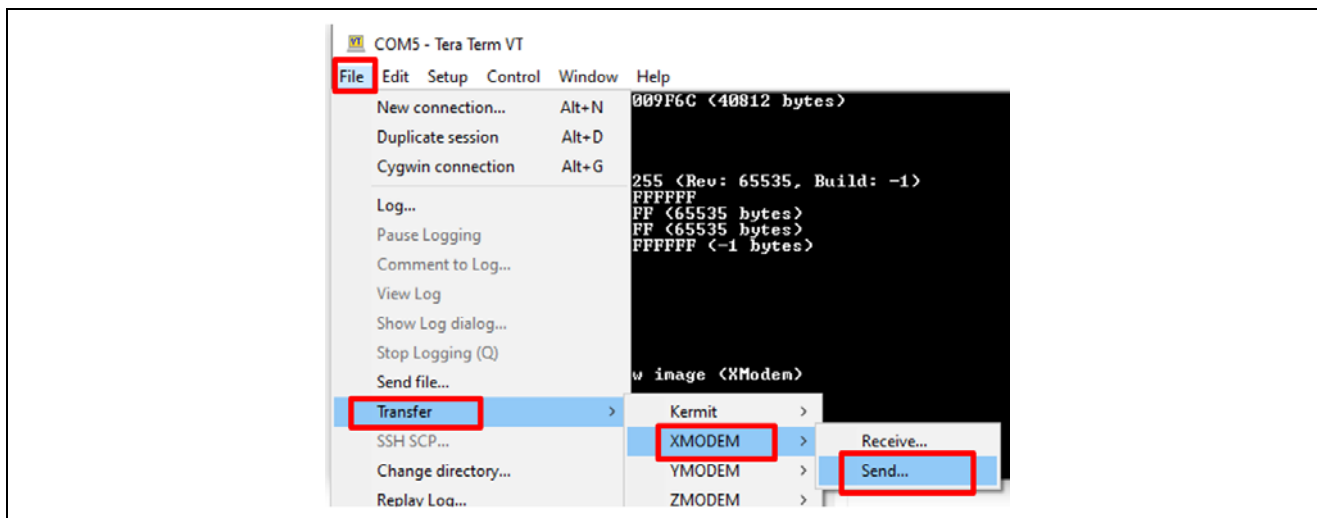 COM5 - Tera Term VT
File Edit Setup Control Window Help
New connection... Alt+N
Duplicate session Alt+D
Cygwin connection Alt+G
Log...
Pause Logging
Comment to Log...
View Log
Show Log dialog...
Stop Logging (Q)
Send file...
Transfer >
SSH SCP...
Change directory...
Replay Log...
009F6C (40812 bytes)
255 (Rev: 65535, Build: -1)
FFFFFF
FF (65535 bytes)
FF (65535 bytes)
FFFFFF (-1 bytes)
w image (XModem)
Kermit >
XMODEM >
YMODEM >
ZMODEM >
Receive...
Send...